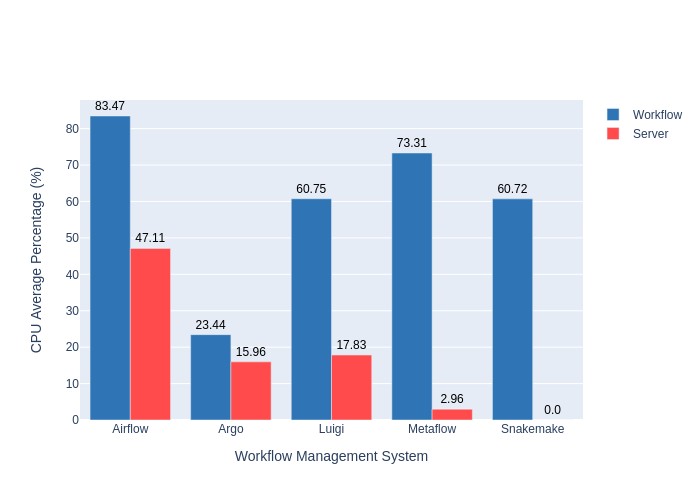 Workflow
Server
CPU Average Percentage (%)
80
70
60
50
40
30
20
10
0
83.47
47.11
23.44
15.96
60.75
17.83
73.31
2.96
60.72
0.0
Airflow
Argo
Luigi
Metaflow
Snakemake
Workflow Management System